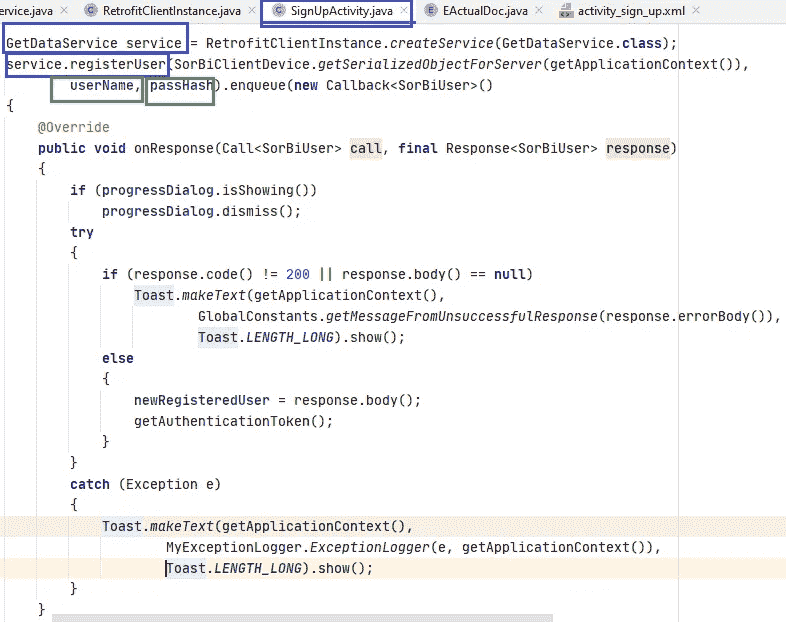 ervice.java RetrofitClientInstance.java SignUpActivity.java EActualDoc.java activity_sign_up.xml
GetDataService service = RetrofitClientInstance.createService(GetDataService.class);
service.registerUser(SorBiClientDevice.getSerializedObjectForServer(getApplicationContext()),
userName, passHash).enqueue(new Callback<SorBiUser>()
{
@Override
public void onResponse(Call<SorBiUser> call, final Response<SorBiUser> response)
{
if (progressDialog.isShowing())
progressDialog.dismiss();
try
{
if (response.code() != 200 || response.body() == null)
Toast.makeText(getApplicationContext(),
GlobalConstants.getMessageFromUnsuccessfulResponse(response.errorBody()),
Toast.LENGTH_LONG).show();
else
{
newRegisteredUser = response.body();
getAuthenticationToken();
}
}
catch (Exception e)
{
Toast.makeText(getApplicationContext(),
MyExceptionLogger.ExceptionLogger(e, getApplicationContext()),
Toast.LENGTH_LONG).show();
}
}